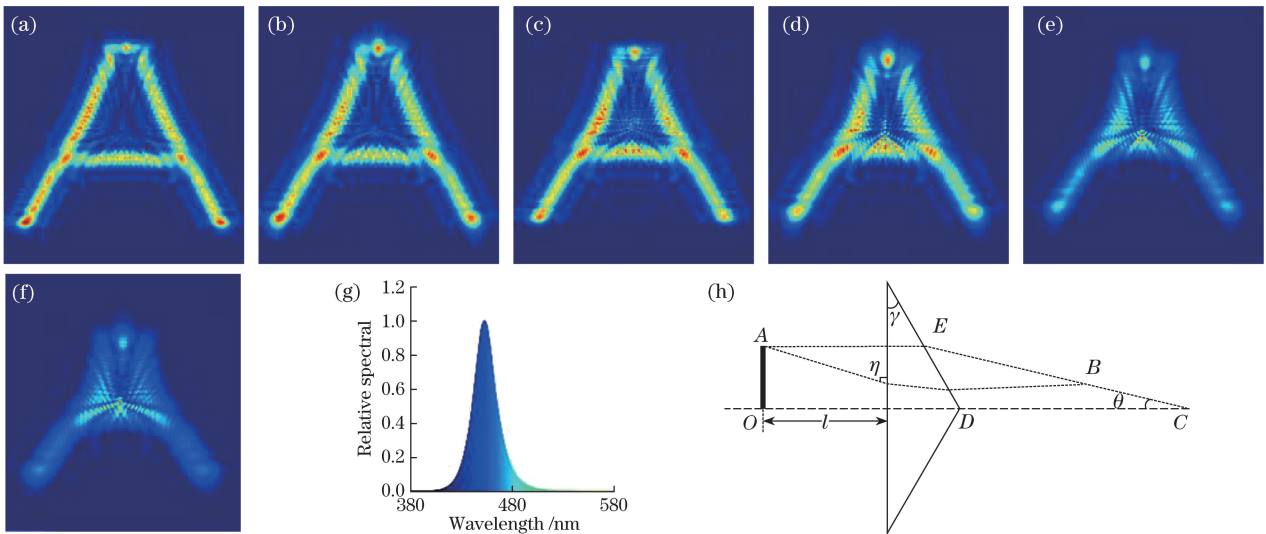 (a) (b) (c) (d) (e)
(f)
(g)
1.2
1.0
0.8
0.6
0.4
0.2
0.0
Relative spectral
380 480 580
Wavelength /nm
(h)
γ
A E
η B
θ
O l D C